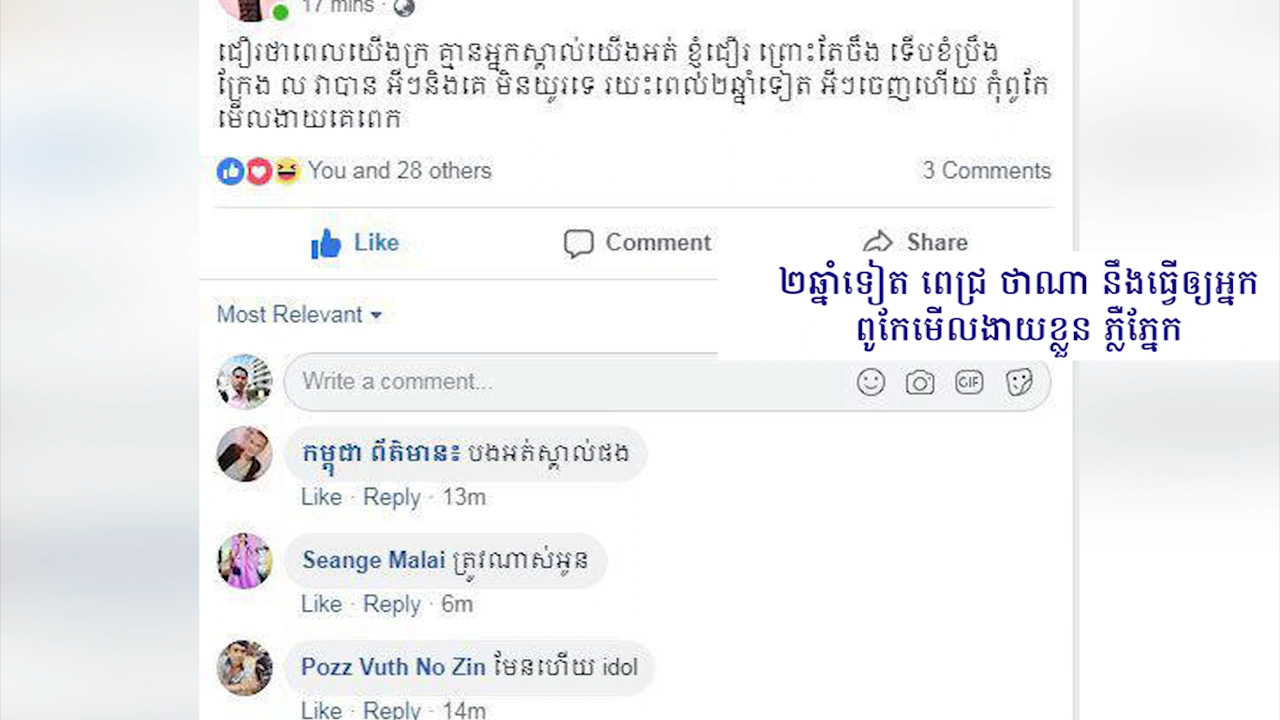 17 mins ·
ជឿរថាពេលយើងក្រ គ្មានអ្នកស្គាល់យើងអត់ ខ្ញុំជឿរ ព្រោះតែចឹង ទើបខំប្រឹង
ក្រែង ល វាបាន អីៗនិងគេ មិនយូរទេ រយះពេល២ឆ្នាំទៀត អីៗចេញហើយ កុំពូកែ
មើលងាយគេពេក
You and 28 others
3 Comments
Like
Comment
Share
២ឆ្នាំទៀត ពេជ្រ ថាណា នឹងធ្វើឲ្យអ្នក
ពូកែមើលងាយខ្លួន ភ្លឺភ្នែក
Most Relevant
Write a comment...
GIF
កម្ពុជា ព័ត៌មាន៖ បងអត់ស្គាល់ផង
Like · Reply · 13m
Seange Malai ត្រូវណាស់អូន
Like · Reply · 6m
Pozz Vuth No Zin មែនហើយ idol
Like · Reply · 14m